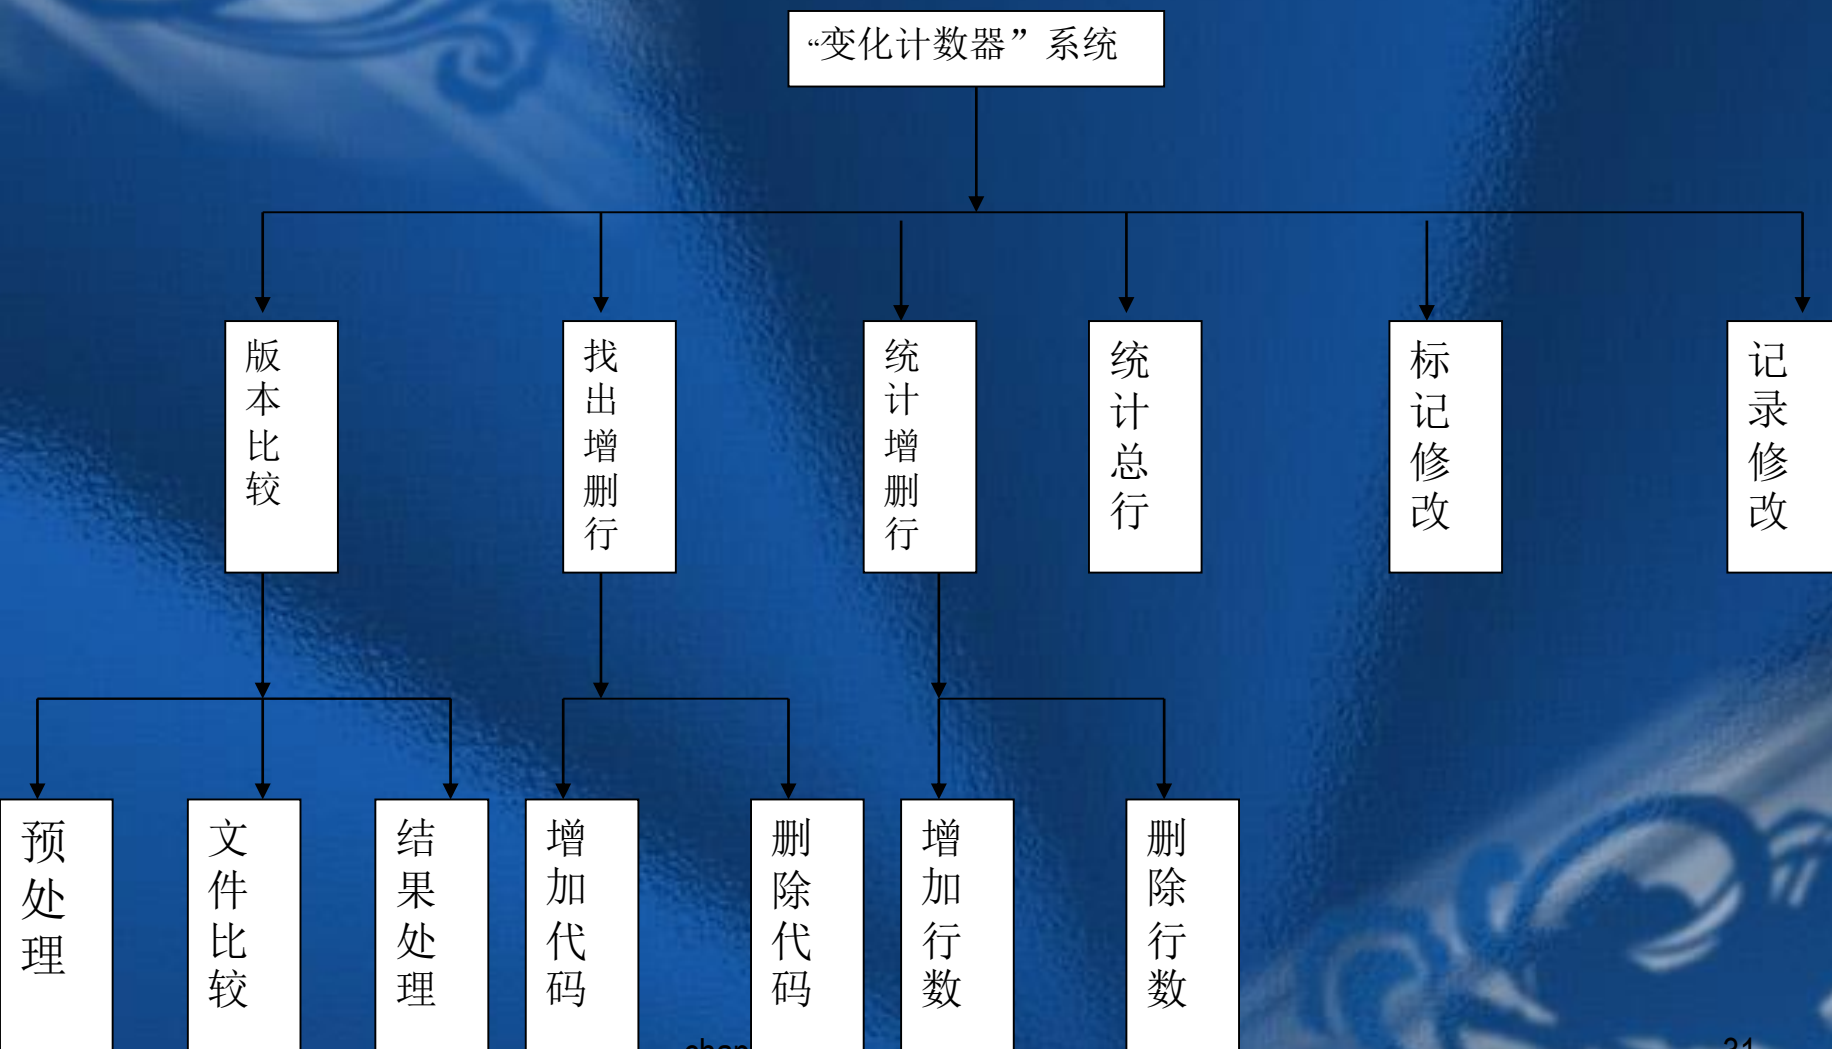 “变化计数器”系统
版本比较
找出增删行
统计增删行
统计总行
标记修改
记录修改
预处理
文件比较
结果处理
增加代码
删除代码
增加行数
删除行数